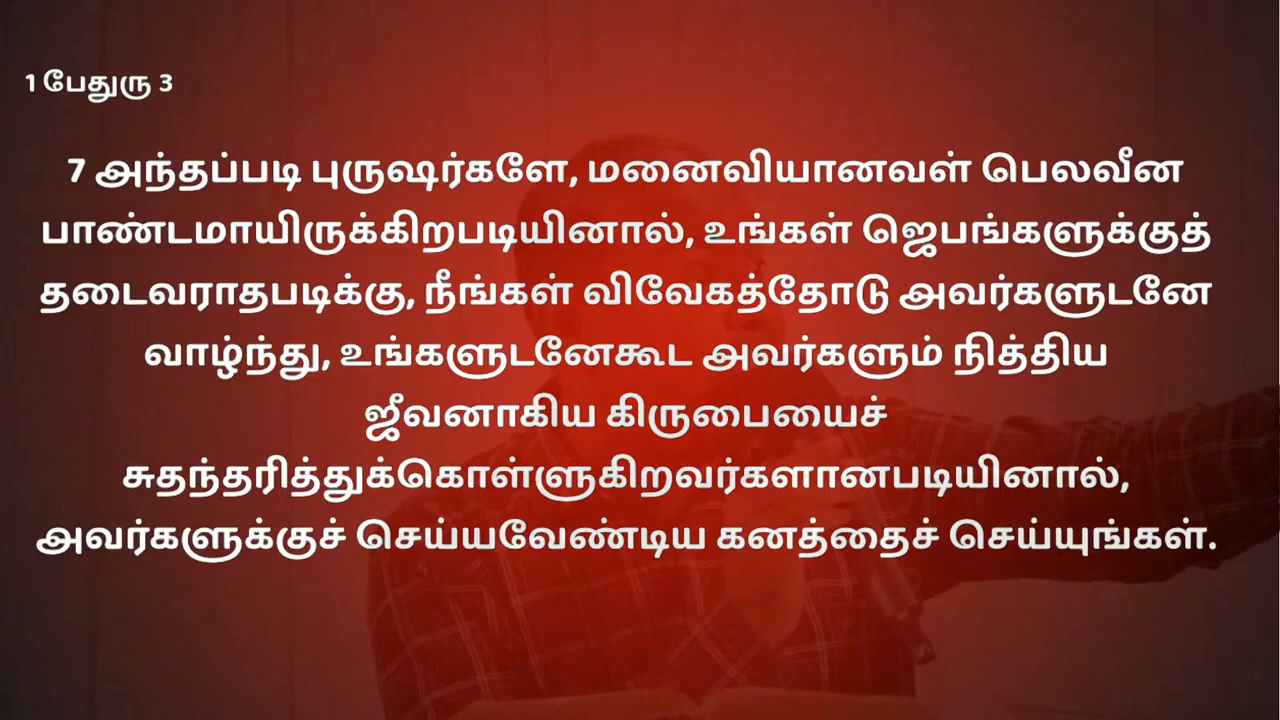 1 பேதுரு 3
7 அந்தப்படி புருஷர்களே, மனைவியானவள் பெலவீன
பாண்டமாயிருக்கிறபடியினால், உங்கள் ஜெபங்களுக்குத்
தடைவராதபடிக்கு, நீங்கள் விவேகத்தோடு அவர்களுடனே
வாழ்ந்து, உங்களுடனேகூட அவர்களும் நித்திய
ஜீவனாகிய கிருபையைச்
சுதந்தரித்துக்கொள்ளுகிறவர்களானபடியினால்,
அவர்களுக்குச் செய்யவேண்டிய கனத்தைச் செய்யுங்கள்.